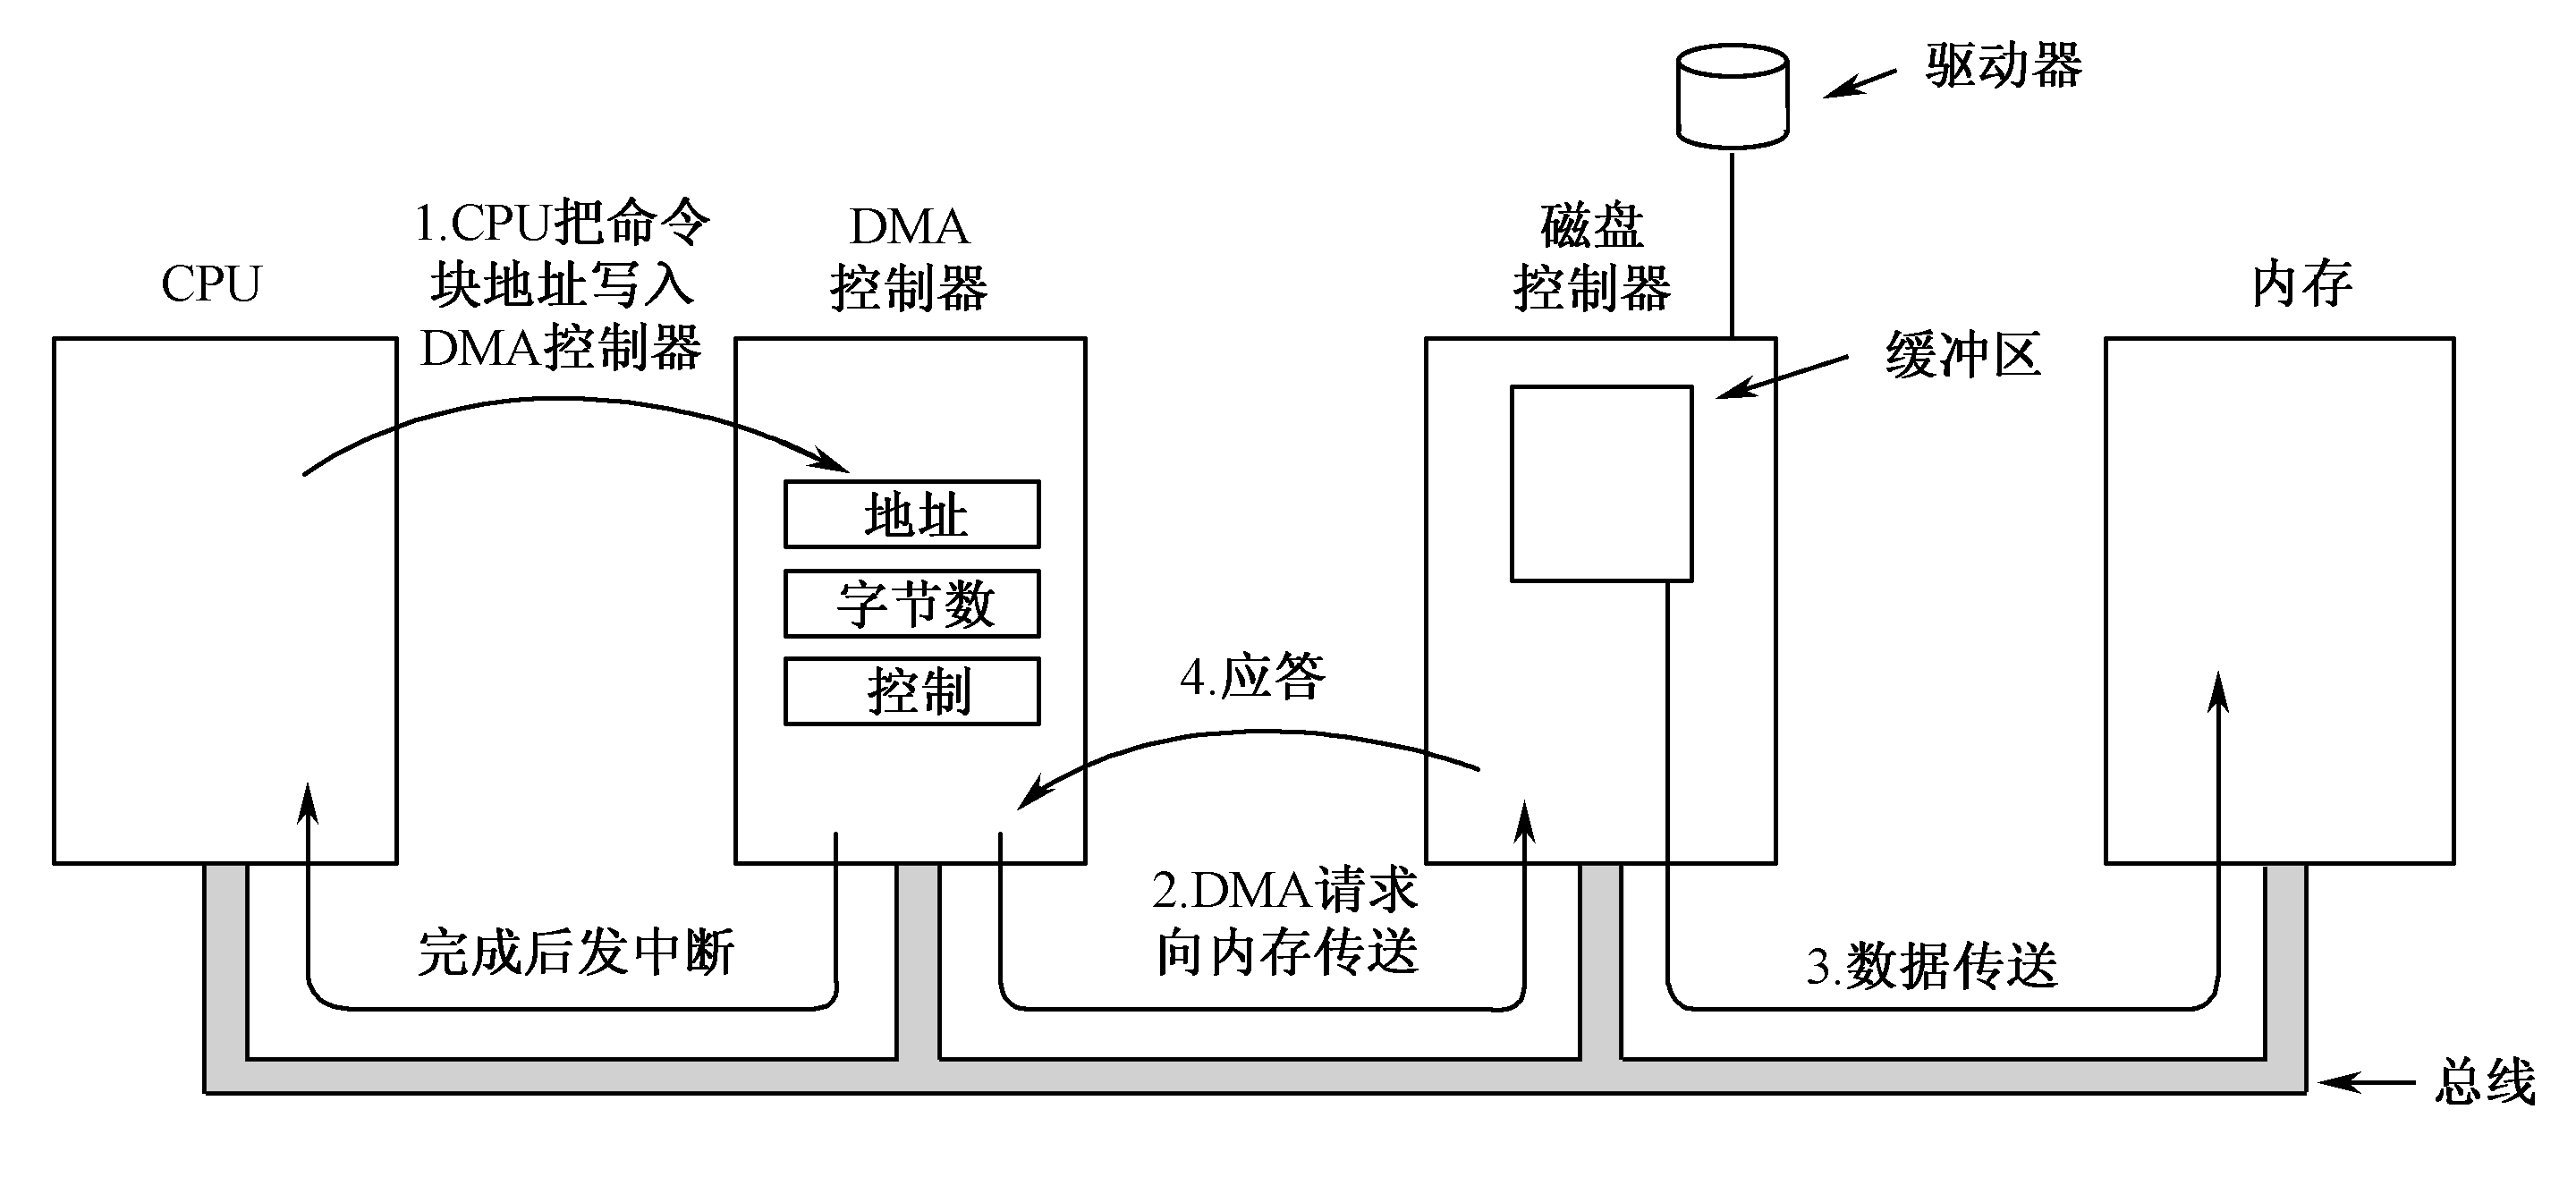 驱动器
1.CPU把命令
块地址写入
DMA控制器
CPU
DMA
控制器
磁盘
控制器
内存
缓冲区
地址
字节数
控制
4.应答
2.DMA请求
向内存传送
完成后发中断
3.数据传送
总线